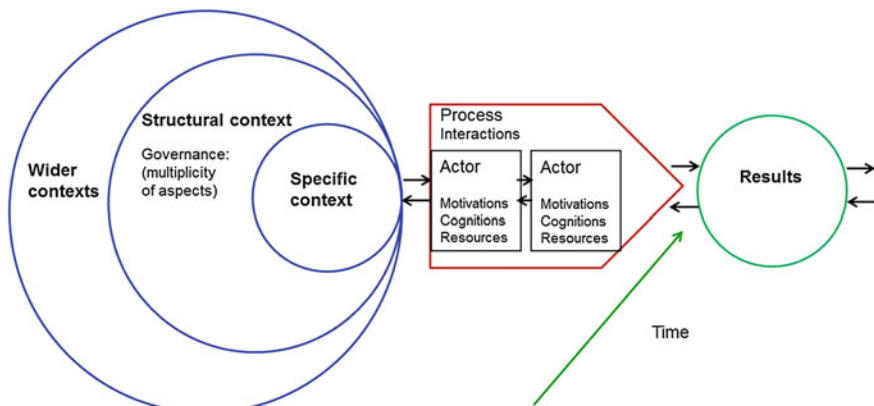 Wider
contexts
Structural context
Governance:
(multiplicity
of aspects)
Specific
context
Process
Interactions
Actor
Motivations
Cognitions
Resources
Actor
Motivations
Cognitions
Resources
Results
Time